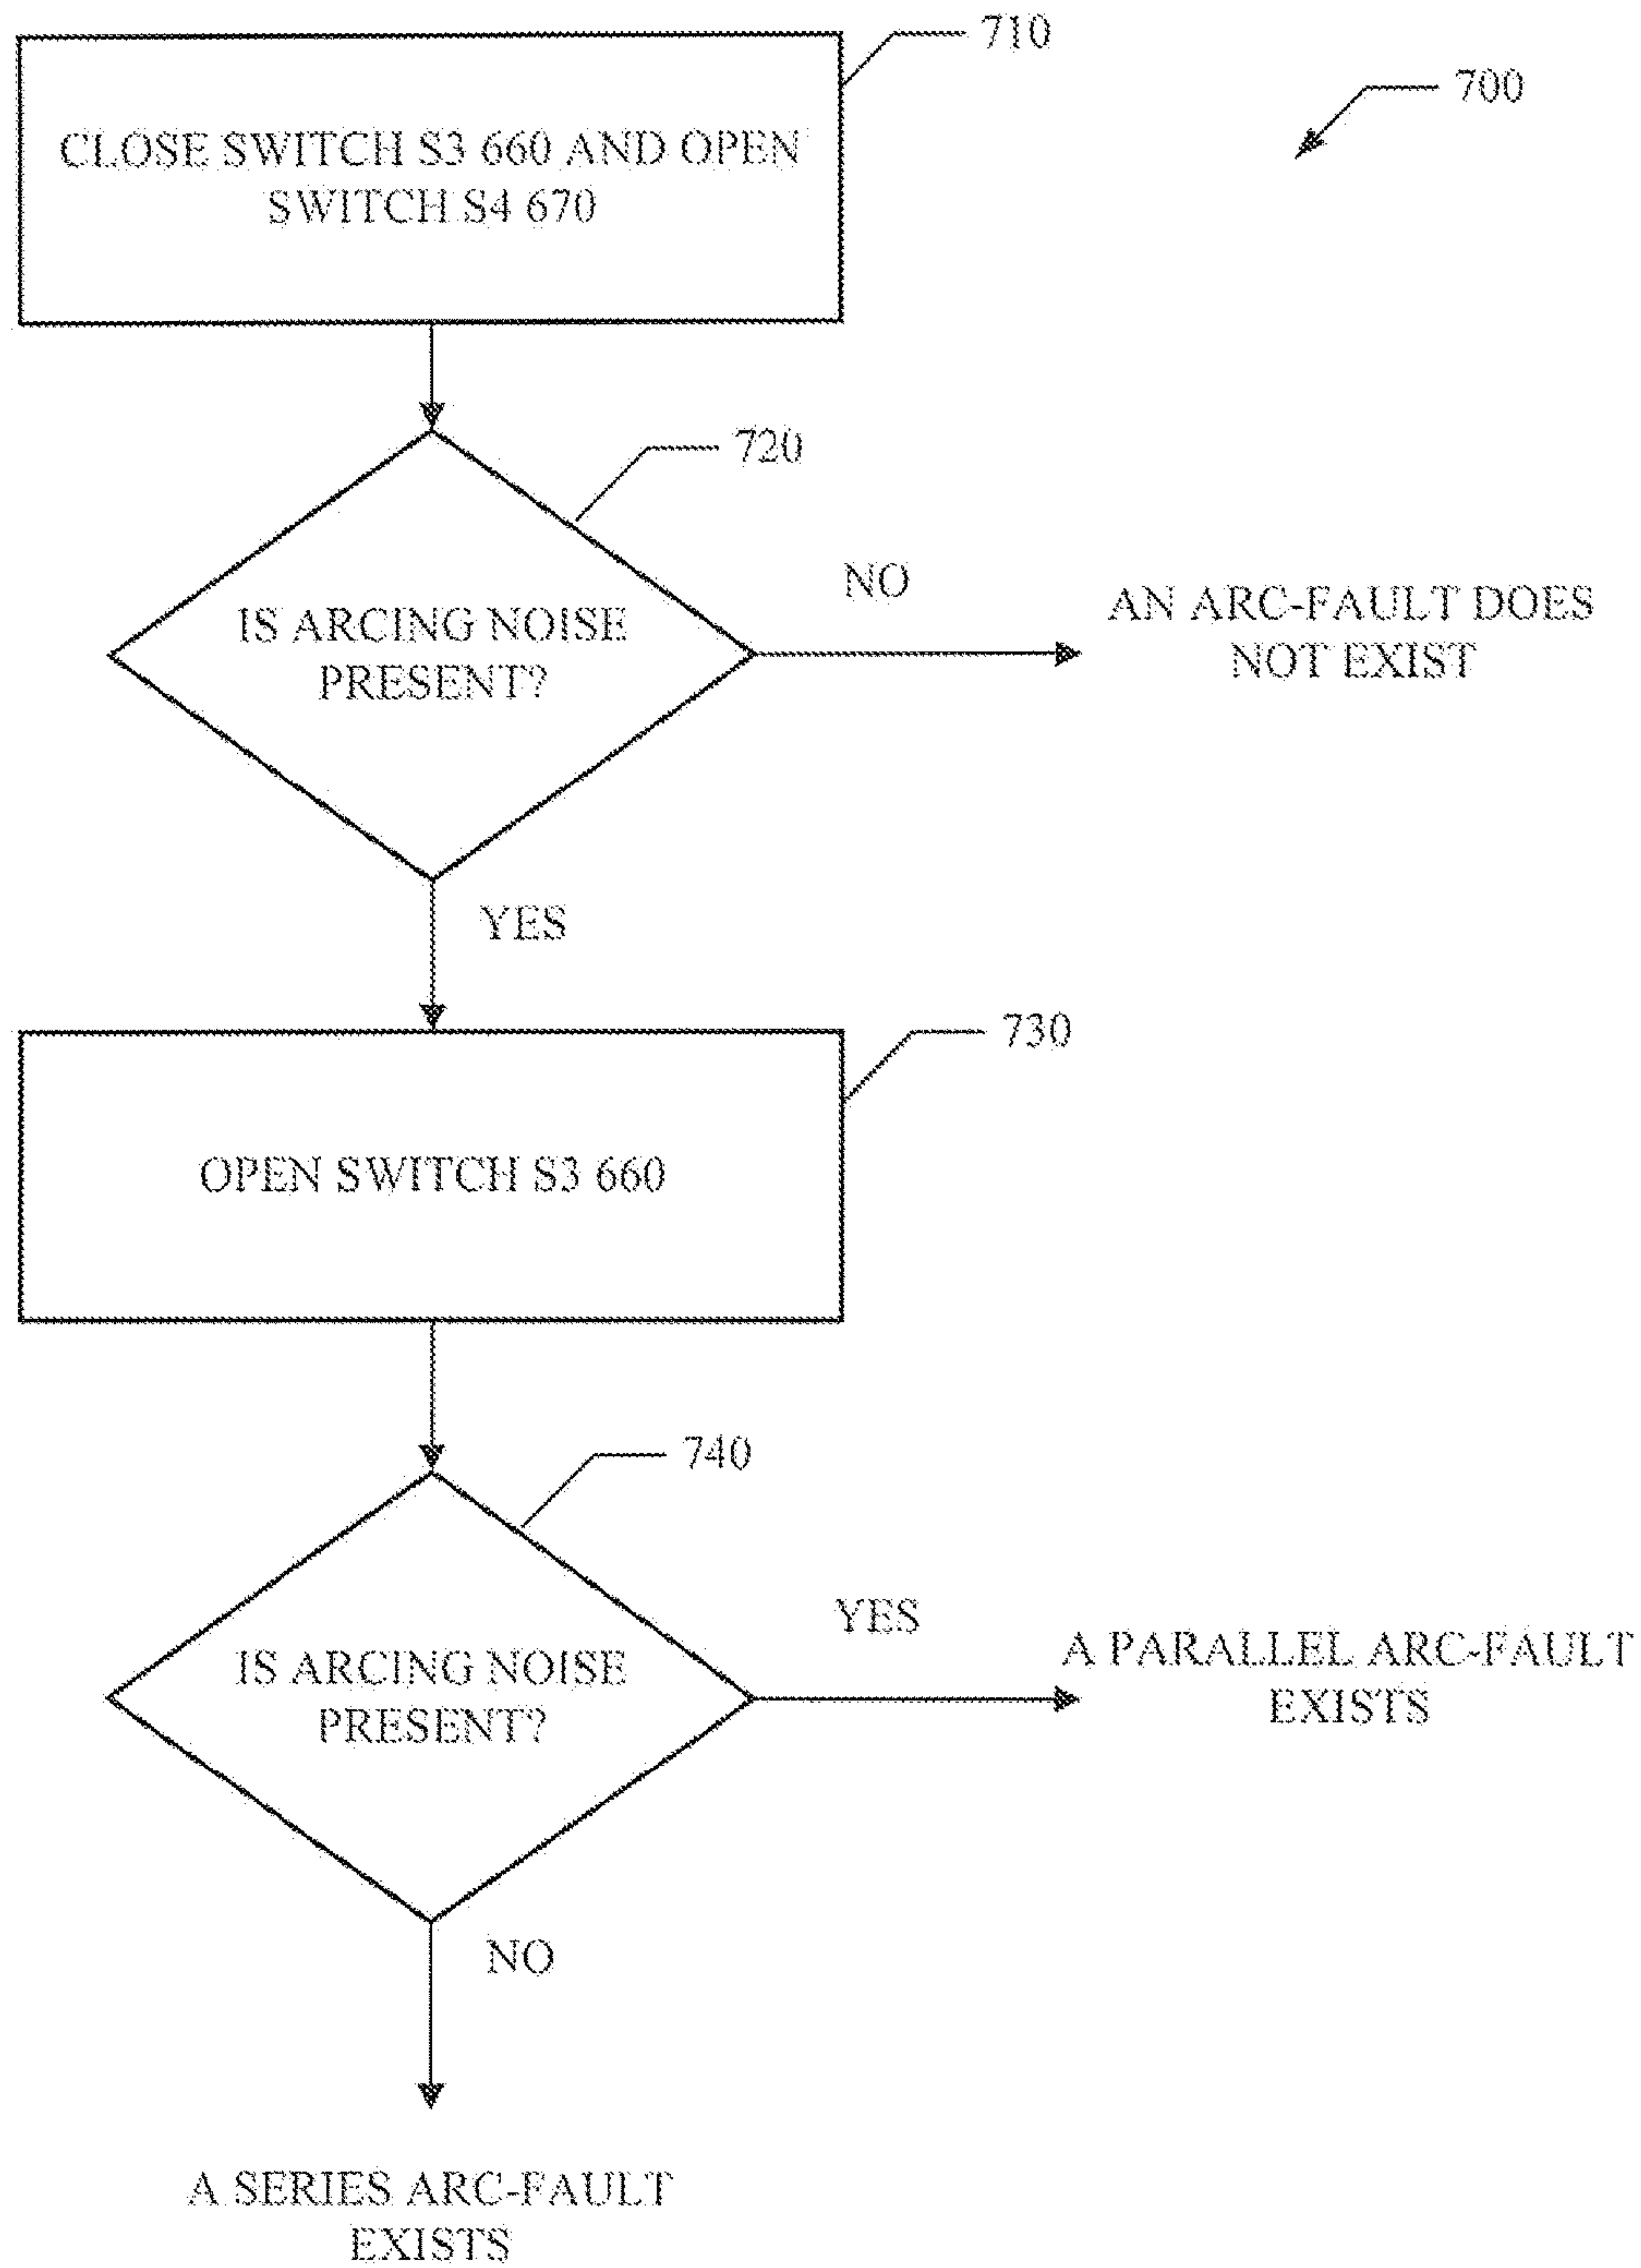 710
700
CLOSE SWITCH S3 660 AND OPEN
SWITCH S4 670
720
NO
IS ARCING NOISE
PRESENT?
AN ARC-FAULT DOES
NOT EXIST
YES
730
OPEN SWITCH S3 660
740
YES
IS ARCING NOISE
PRESENT?
A PARALLEL ARC-FAULT
EXISTS
NO
A SERIES ARC-FAULT
EXISTS